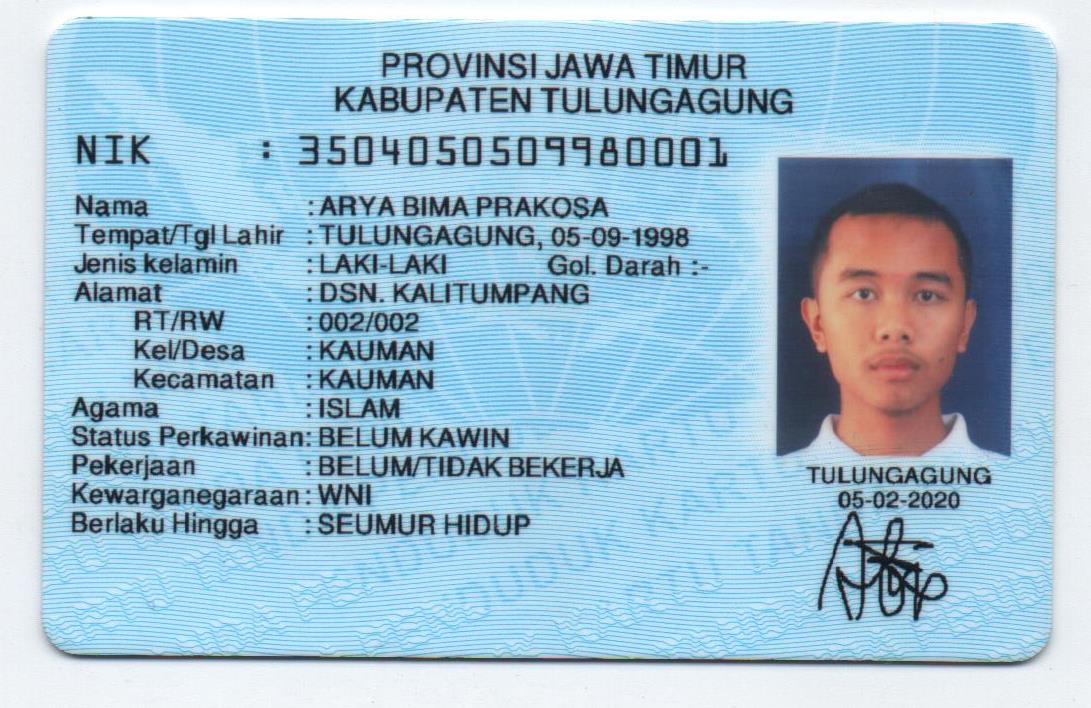 PROVINSI JAWA TIMUR
KABUPATEN TULUNGAGUNG
NIK : 3504050509980001
Nama : ARYA BIMA PRAKOSA
Tempat/Tgl Lahir : TULUNGAGUNG, 05-09-1998
Jenis kelamin : LAKI-LAKI Gol. Darah :-
Alamat : DSN. KALITUMPANG
RT/RW : 002/002
Kel/Desa : KAUMAN
Kecamatan : KAUMAN
Agama : ISLAM
Status Perkawinan: BELUM KAWIN
Pekerjaan : BELUM/TIDAK BEKERJA
Kewarganegaraan : WNI
Berlaku Hingga : SEUMUR HIDUP
TULUNGAGUNG
05-02-2020